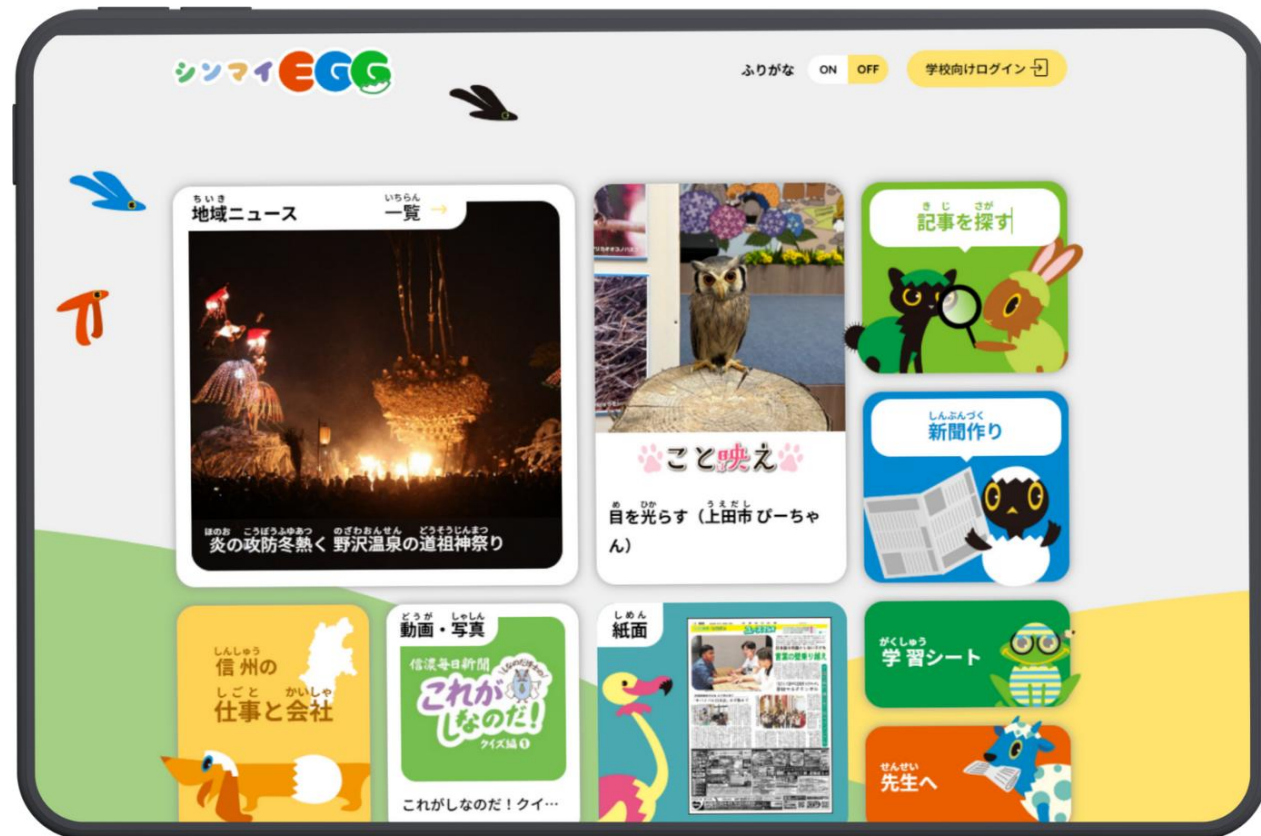 シンマイEGG
ふりがな ON OFF
学校向けログイン
ちいき
地域ニュース
いちらん
一覧 →
ほのお こうぼうふゆあつ のざわおんせん どうそじんまつ
炎の攻防冬熱く 野沢温泉の道祖神祭り
こと映え
め ひか うえだし
目を光らす（上田市 ぴーちゃ
ん）
きじ さが
記事を探す
しんぶんづく
新聞作り
しんしゅう
信州の
しごと かいしゃ
仕事と会社
どうが しゃしん
動画・写真
信濃毎日新聞
これが
しなのだ！
クイズ編❶
これがしなのだ！クイ…
しめん
紙面
言葉の壁乗り越え
がくしゅう
学習シート
せんせい
先生へ